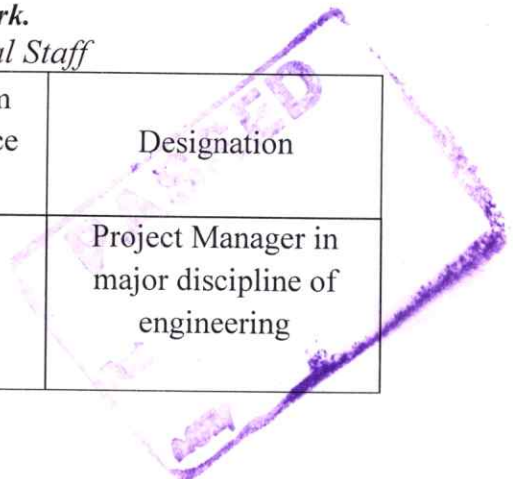 rk.
al Staff
m
ce
Designation
Project Manager in
major discipline of
engineering